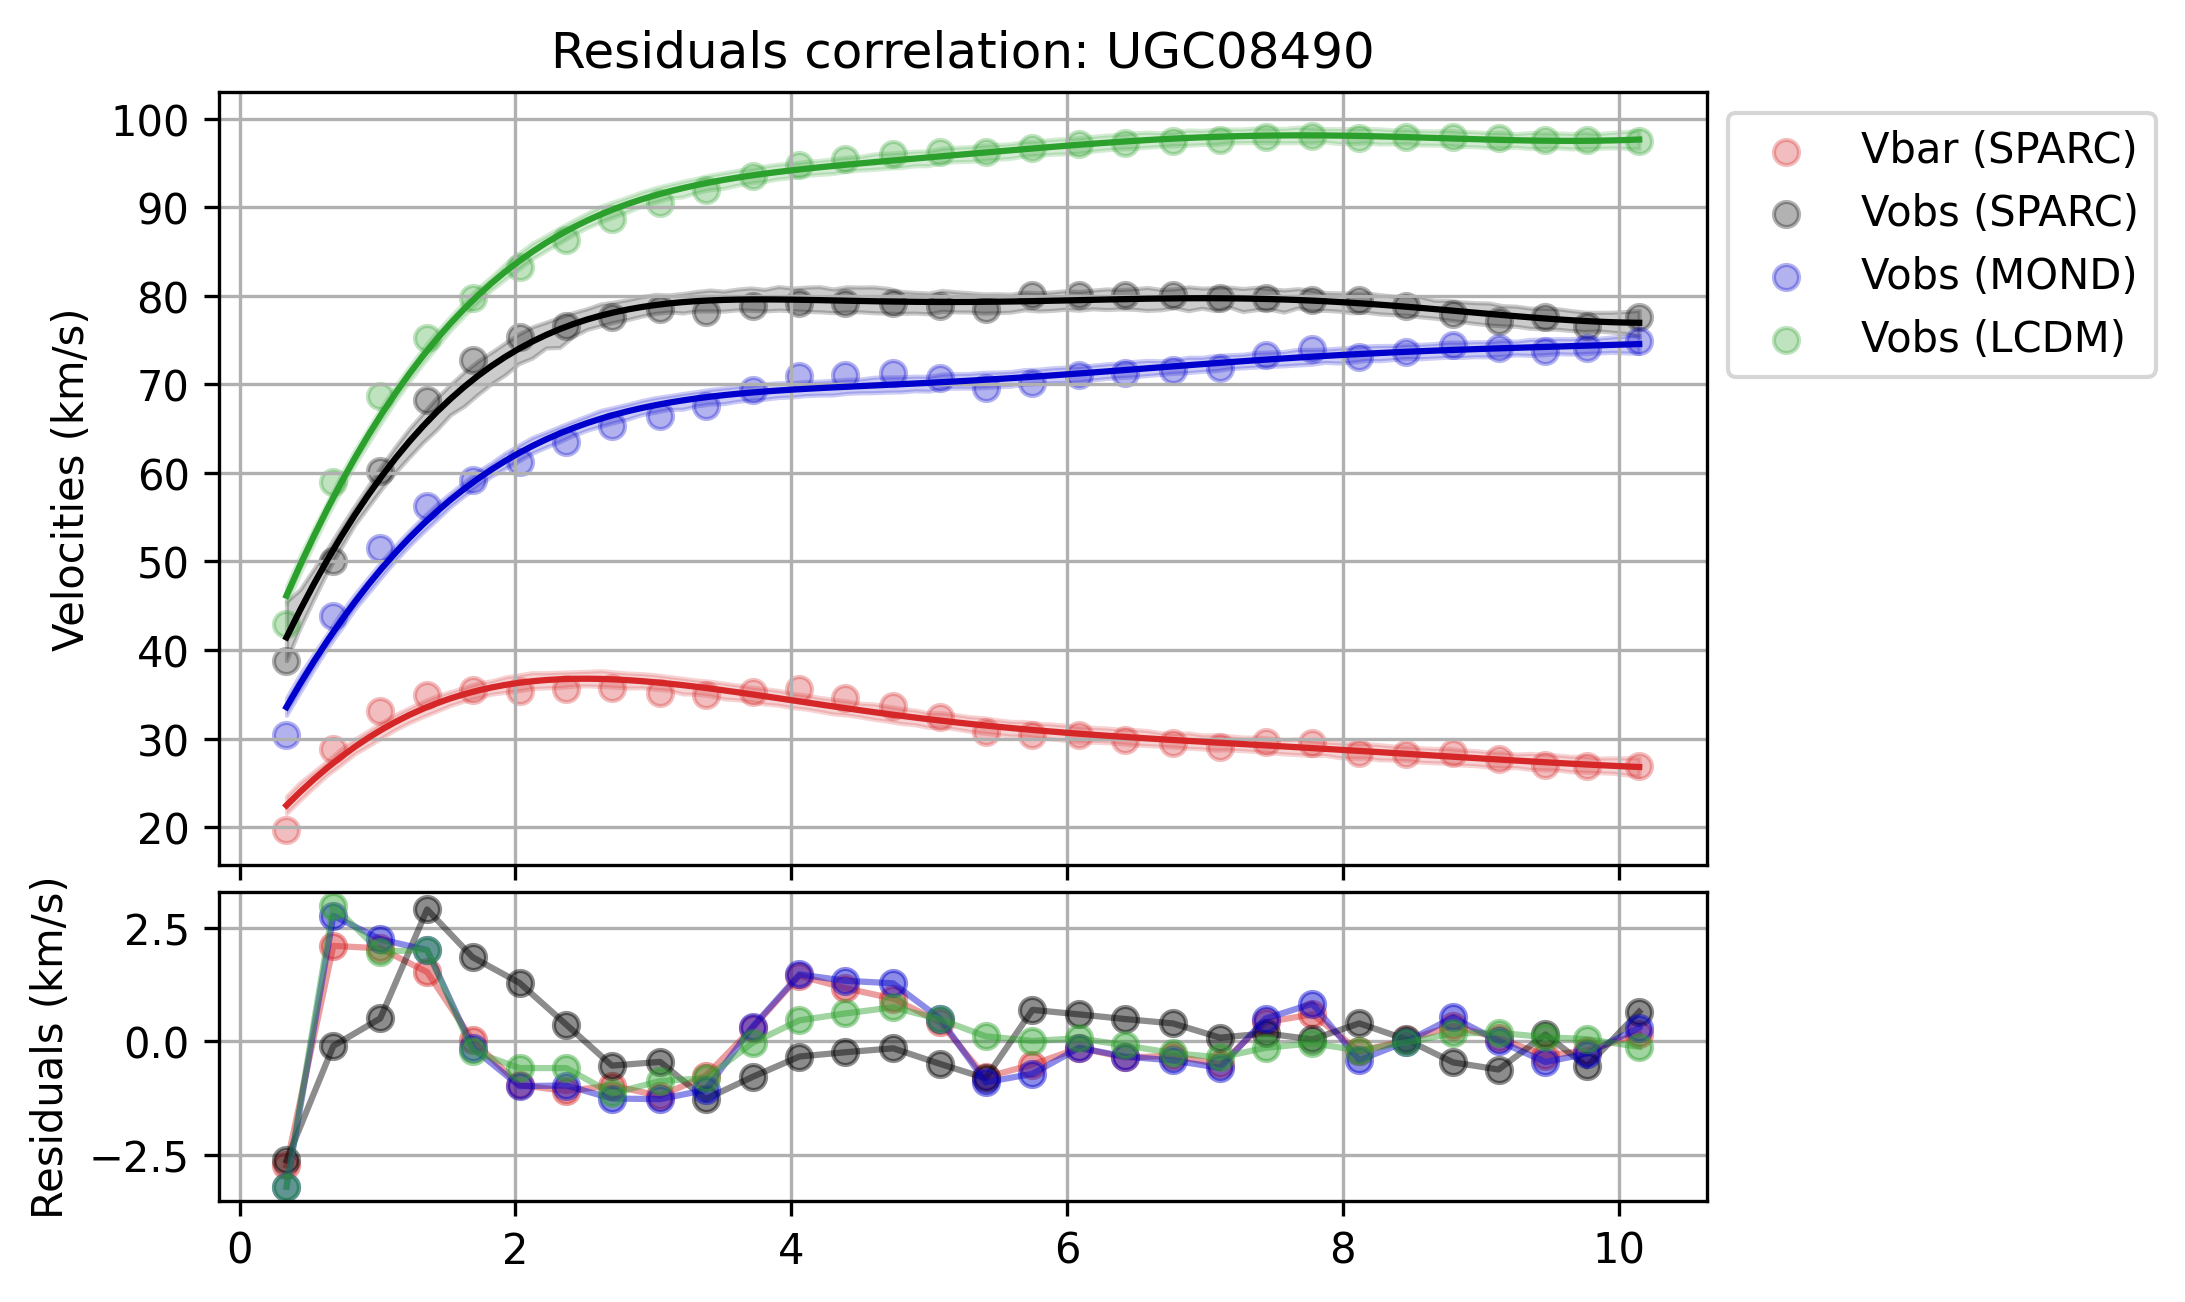 Residuals correlation: UGC08490
100
90
80
70
60
50
40
30
20
Velocities (km/s)
Vbar (SPARC)
Vobs (SPARC)
Vobs (MOND)
Vobs (LCDM)
2.5
0.0
−2.5
Residuals (km/s)
0 2 4 6 8 10